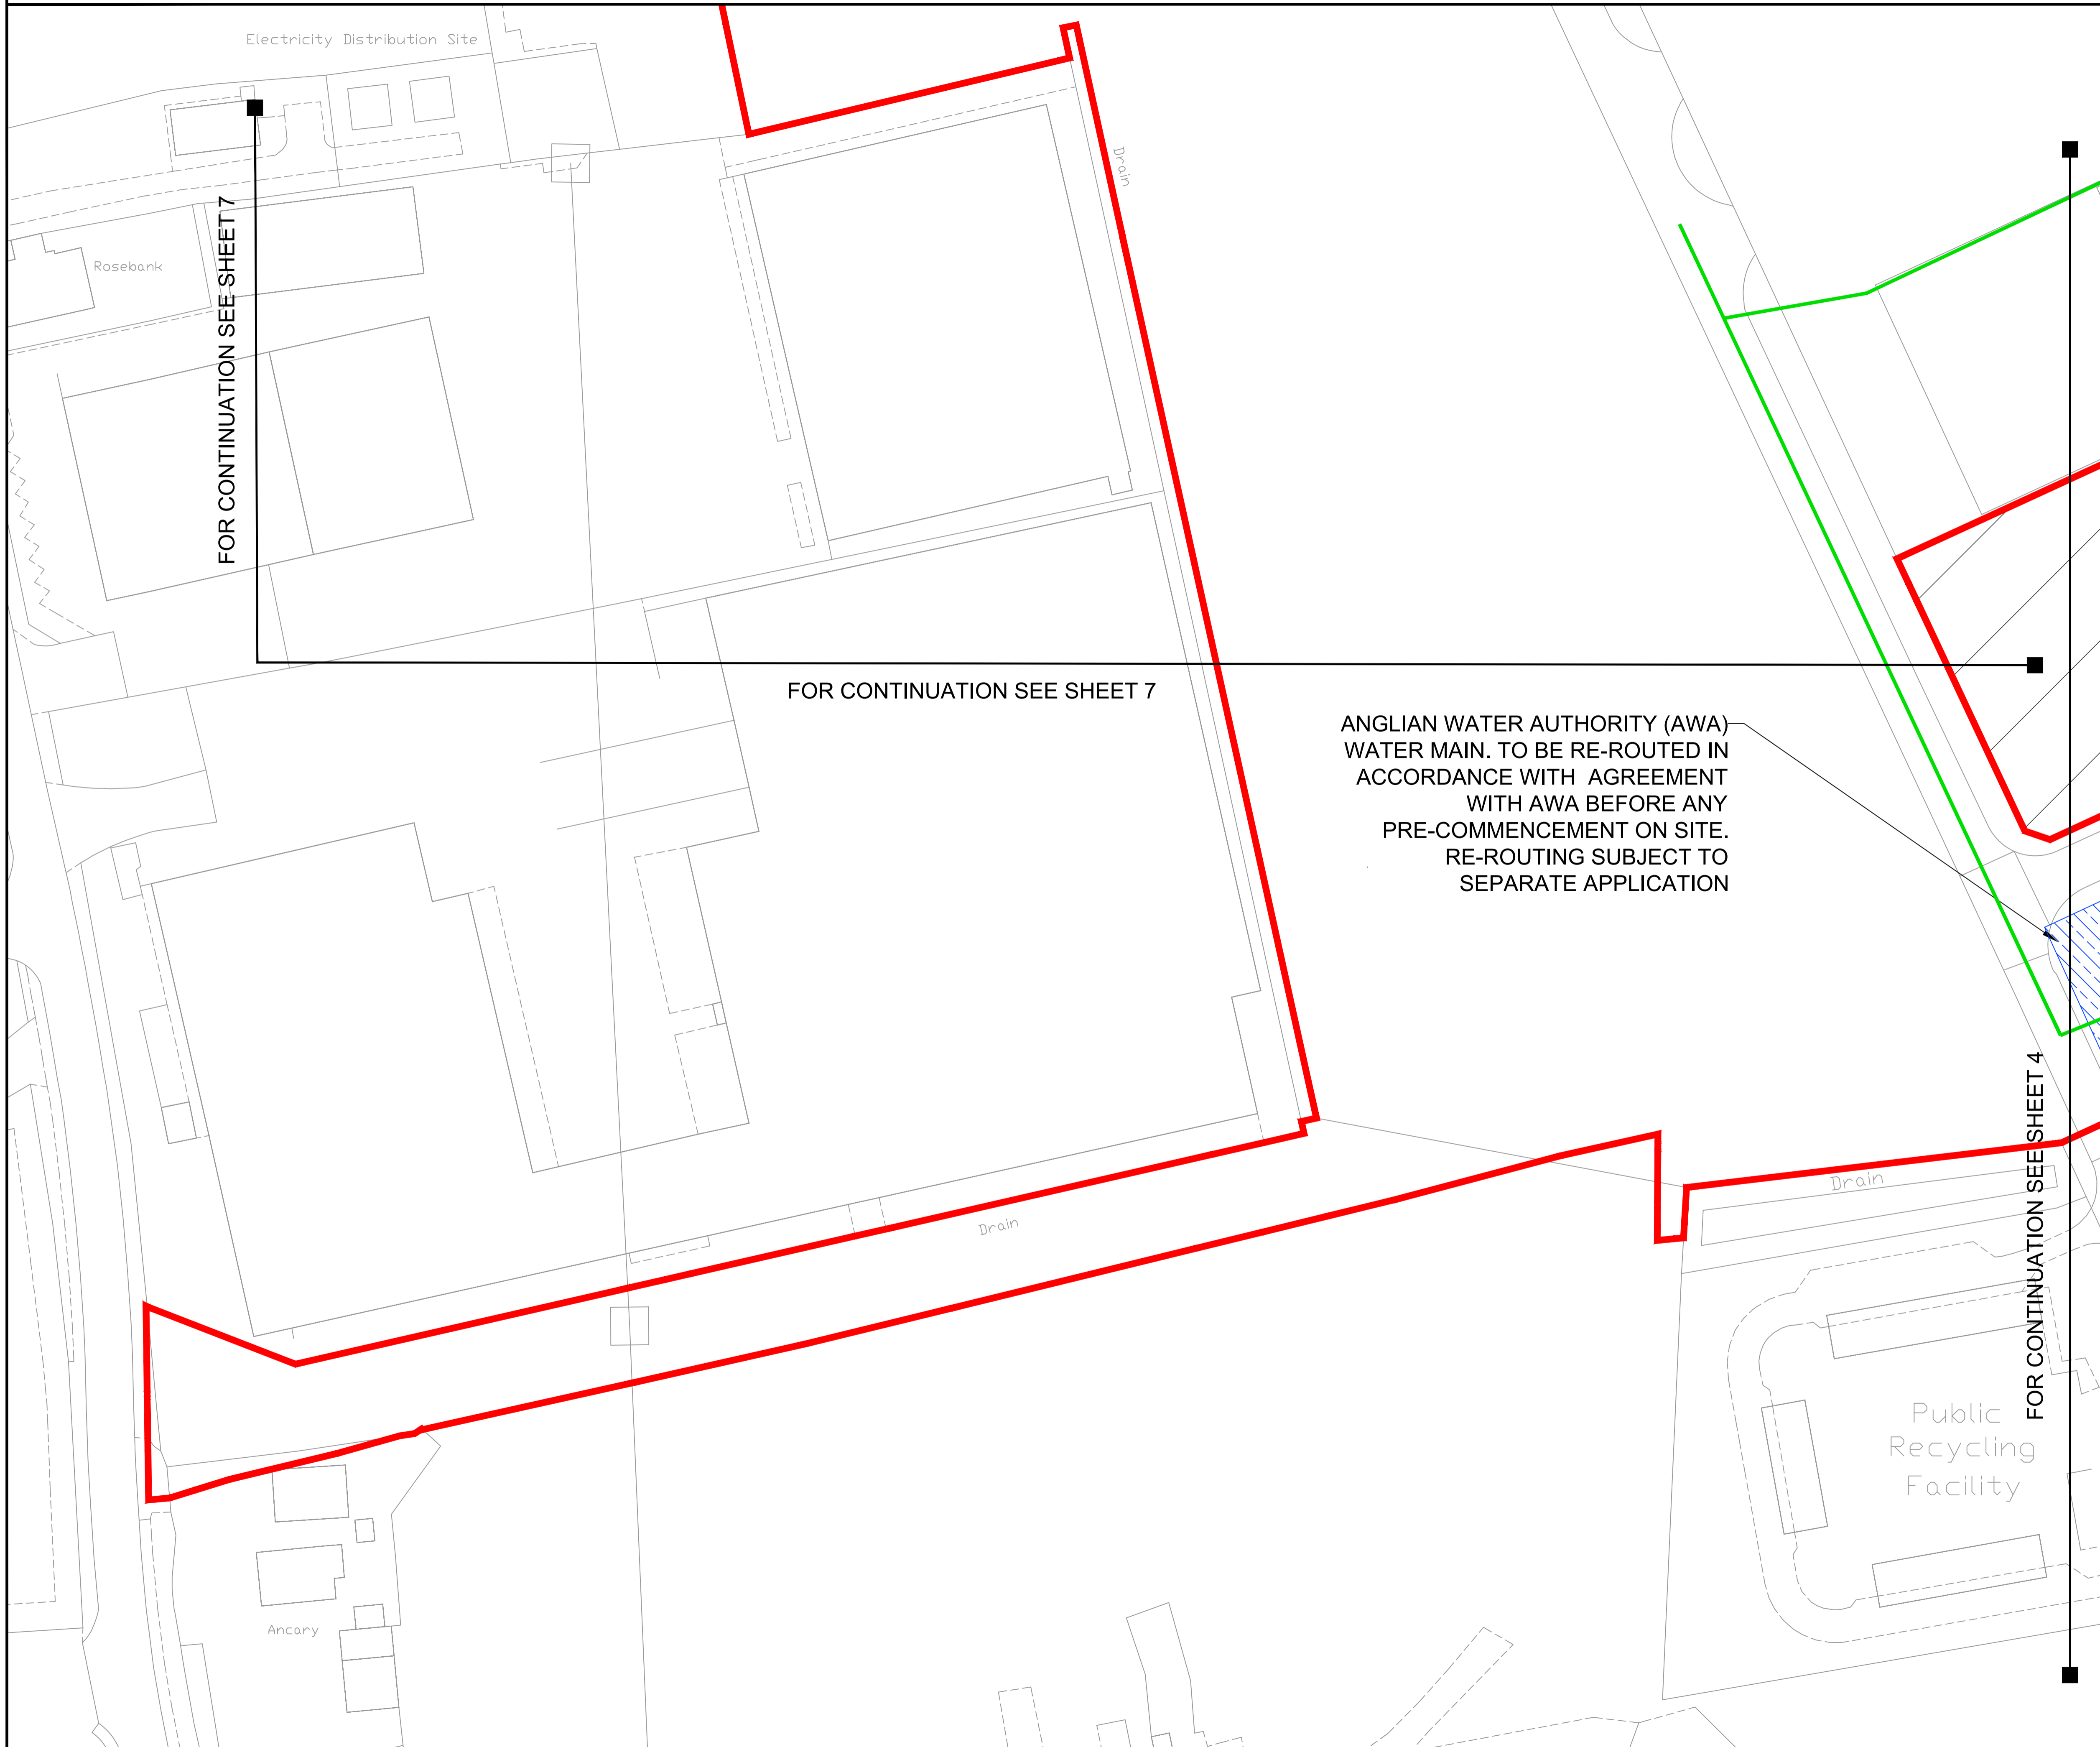 Electricity Distribution Site
Drain
FOR CONTINUATION SEE SHEET 7
Rosebank
FOR CONTINUATION SEE SHEET 7
ANGLIAN WATER AUTHORITY (AWA)
WATER MAIN. TO BE RE-ROUTED IN
ACCORDANCE WITH AGREEMENT
WITH AWA BEFORE ANY
PRE-COMMENCEMENT ON SITE.
RE-ROUTING SUBJECT TO
SEPARATE APPLICATION
FOR CONTINUATION SEE SHEET 4
Drain
Drain
Public
Recycling
Facility
Ancary